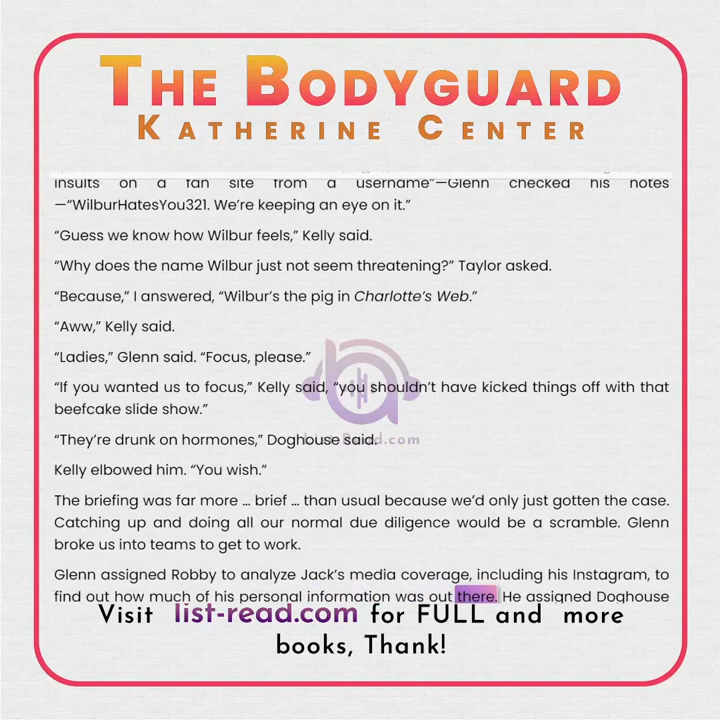 THE BODYGUARD
KATHERINE CENTER
insults on a fan site from a username”—Glenn checked his notes
—“WilburHatesYou321. We’re keeping an eye on it.”
“Guess we know how Wilbur feels,” Kelly said.
“Why does the name Wilbur just not seem threatening?” Taylor asked.
“Because,” I answered, “Wilbur’s the pig in Charlotte’s Web.”
“Aww,” Kelly said.
“Ladies,” Glenn said. “Focus, please.”
“If you wanted us to focus,” Kelly said, “you shouldn’t have kicked things off with that
beefcake slide show.”
“They’re drunk on hormones,” Doghouse said.
Kelly elbowed him. “You wish.”
The briefing was far more … brief … than usual because we’d only just gotten the case.
Catching up and doing all our normal due diligence would be a scramble. Glenn
broke us into teams to get to work.
Glenn assigned Robby to analyze Jack’s media coverage, including his Instagram, to
find out how much of his personal information was out there. He assigned Doghouse
Visit list-read.com for FULL and more
books, Thank!